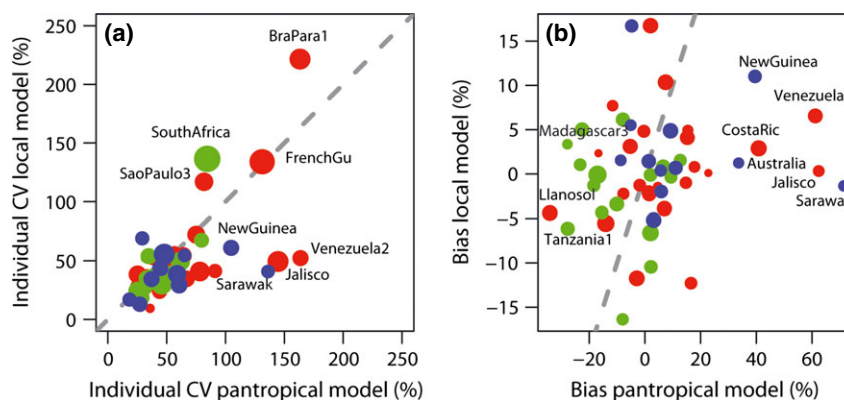 (a)
Individual CV local model (%)
250
200
150
100
50
0
BraPara1
SouthAfrica
FrenchGu
SaoPaulo3
NewGuinea
Venezuela2
Jalisco
Sarawak
0 50 100 150 200 250
Individual CV pantropical model (%)
(b)
Bias local model (%)
15
10
5
0
−5
−10
−15
NewGuinea
Venezuela
Madagascar3
CostaRic
Australia
Jalisco
Sarawa
Llanosol
Tanzania1
−20 0 20 40 60
Bias pantropical model (%)